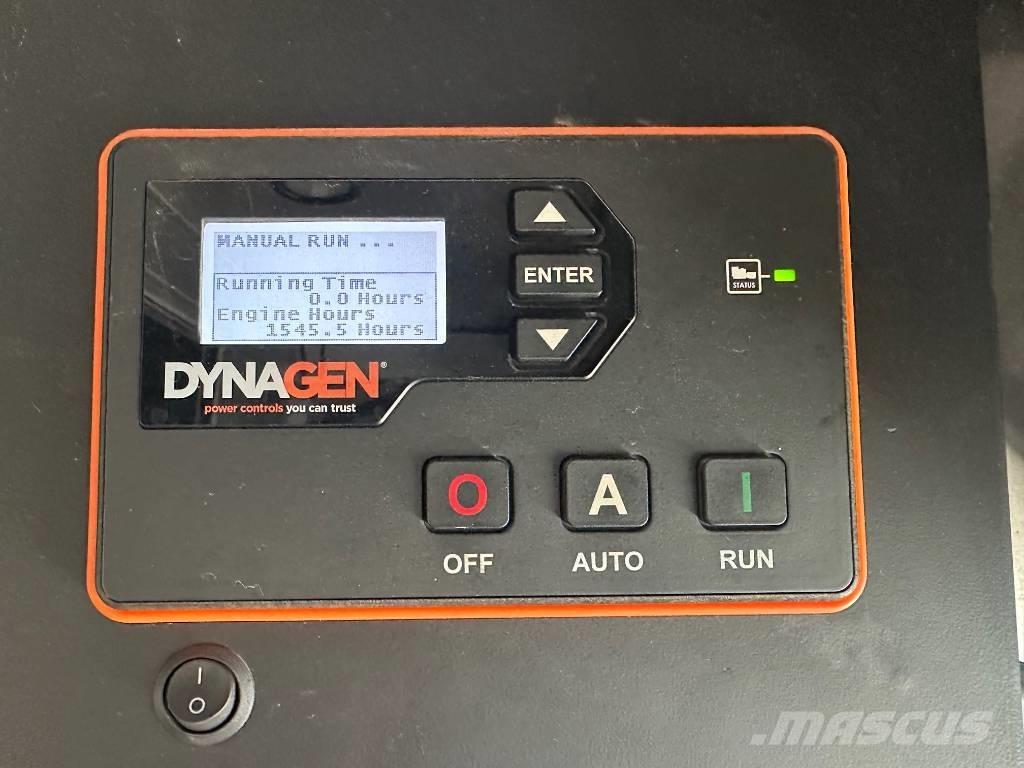 MANUAL RUN ...
Running Time
0.0 Hours
Engine Hours
1545.5 Hours
DYNAGEN®
power controls you can trust
ENTER
STATUS
O
A
I
OFF
AUTO
RUN
I
O
MASCUS